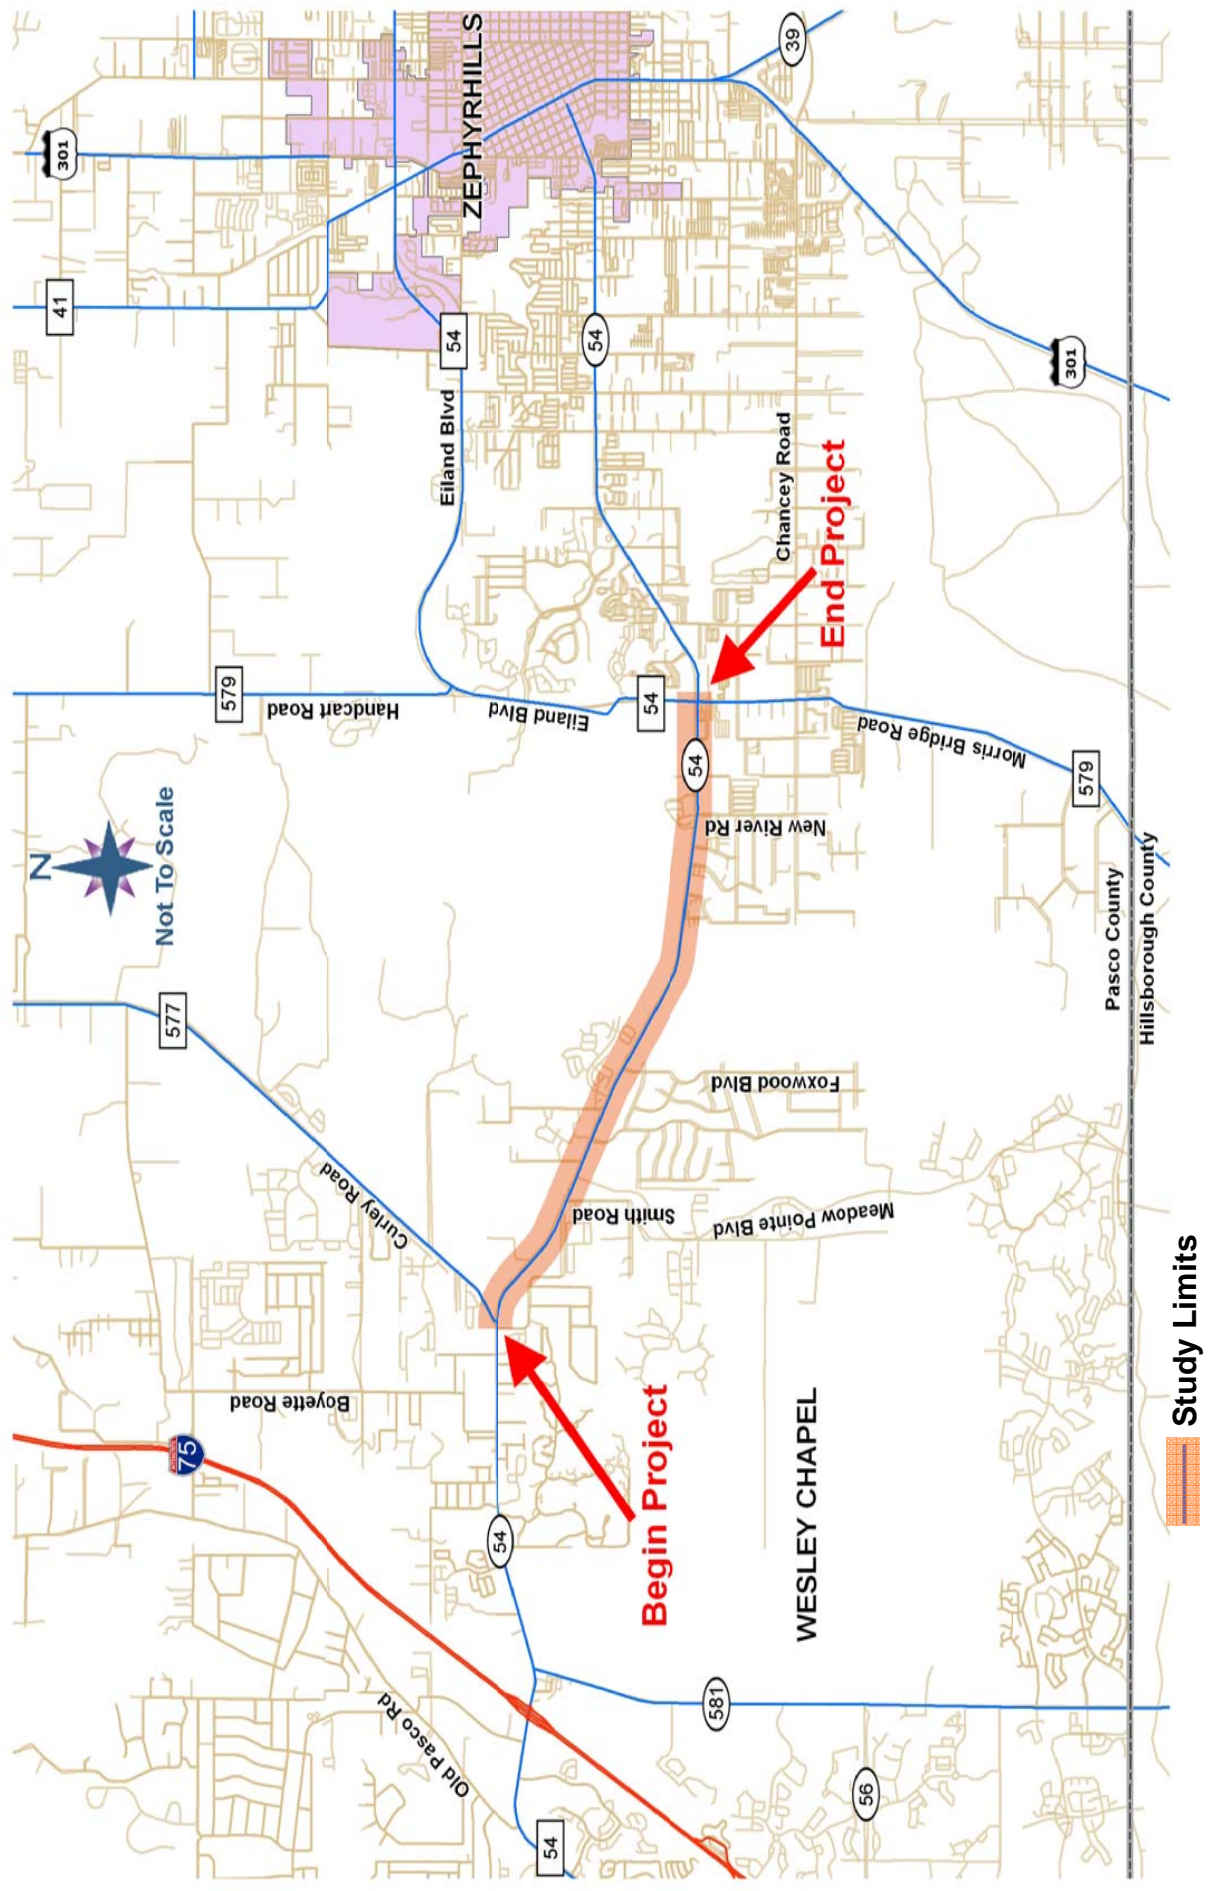 39
301
41
ZEPHYRHILLS
54
54
Eiland Blvd
301
Chancey Road
End Project
579
Handcart Road
Eiland Blvd
54
54
Morris Bridge Road
579
New River Rd
N
Not To Scale
Pasco County
Hillsborough County
577
Curley Road
Foxwood Blvd
Smith Road
Meadow Pointe Blvd
Boyette Road
75
Begin Project
WESLEY CHAPEL
54
581
Old Pasco Rd
54
56
Study Limits